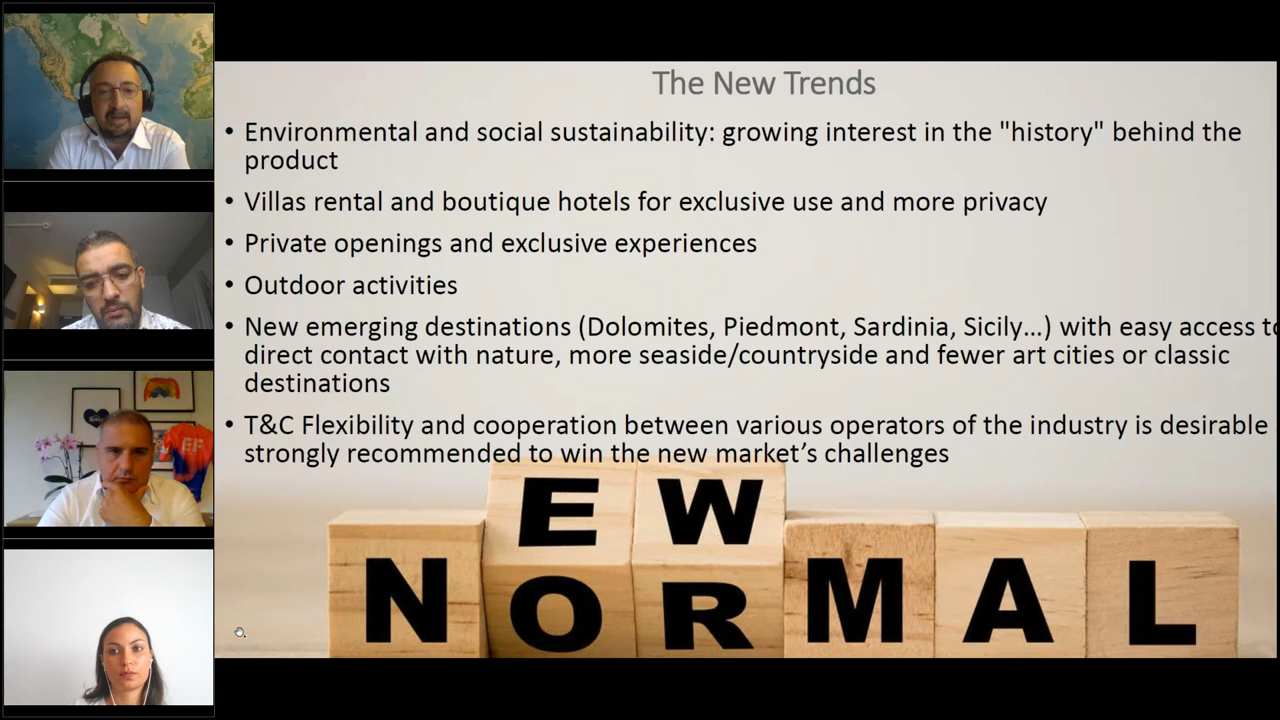 The New Trends
• Environmental and social sustainability: growing interest in the "history" behind the
product
• Villas rental and boutique hotels for exclusive use and more privacy
• Private openings and exclusive experiences
• Outdoor activities
• New emerging destinations (Dolomites, Piedmont, Sardinia, Sicily...) with easy access to
direct contact with nature, more seaside/countryside and fewer art cities or classic
destinations
• T&C Flexibility and cooperation between various operators of the industry is desirable
strongly recommended to win the new market’s challenges
EW
NORMAL
EF